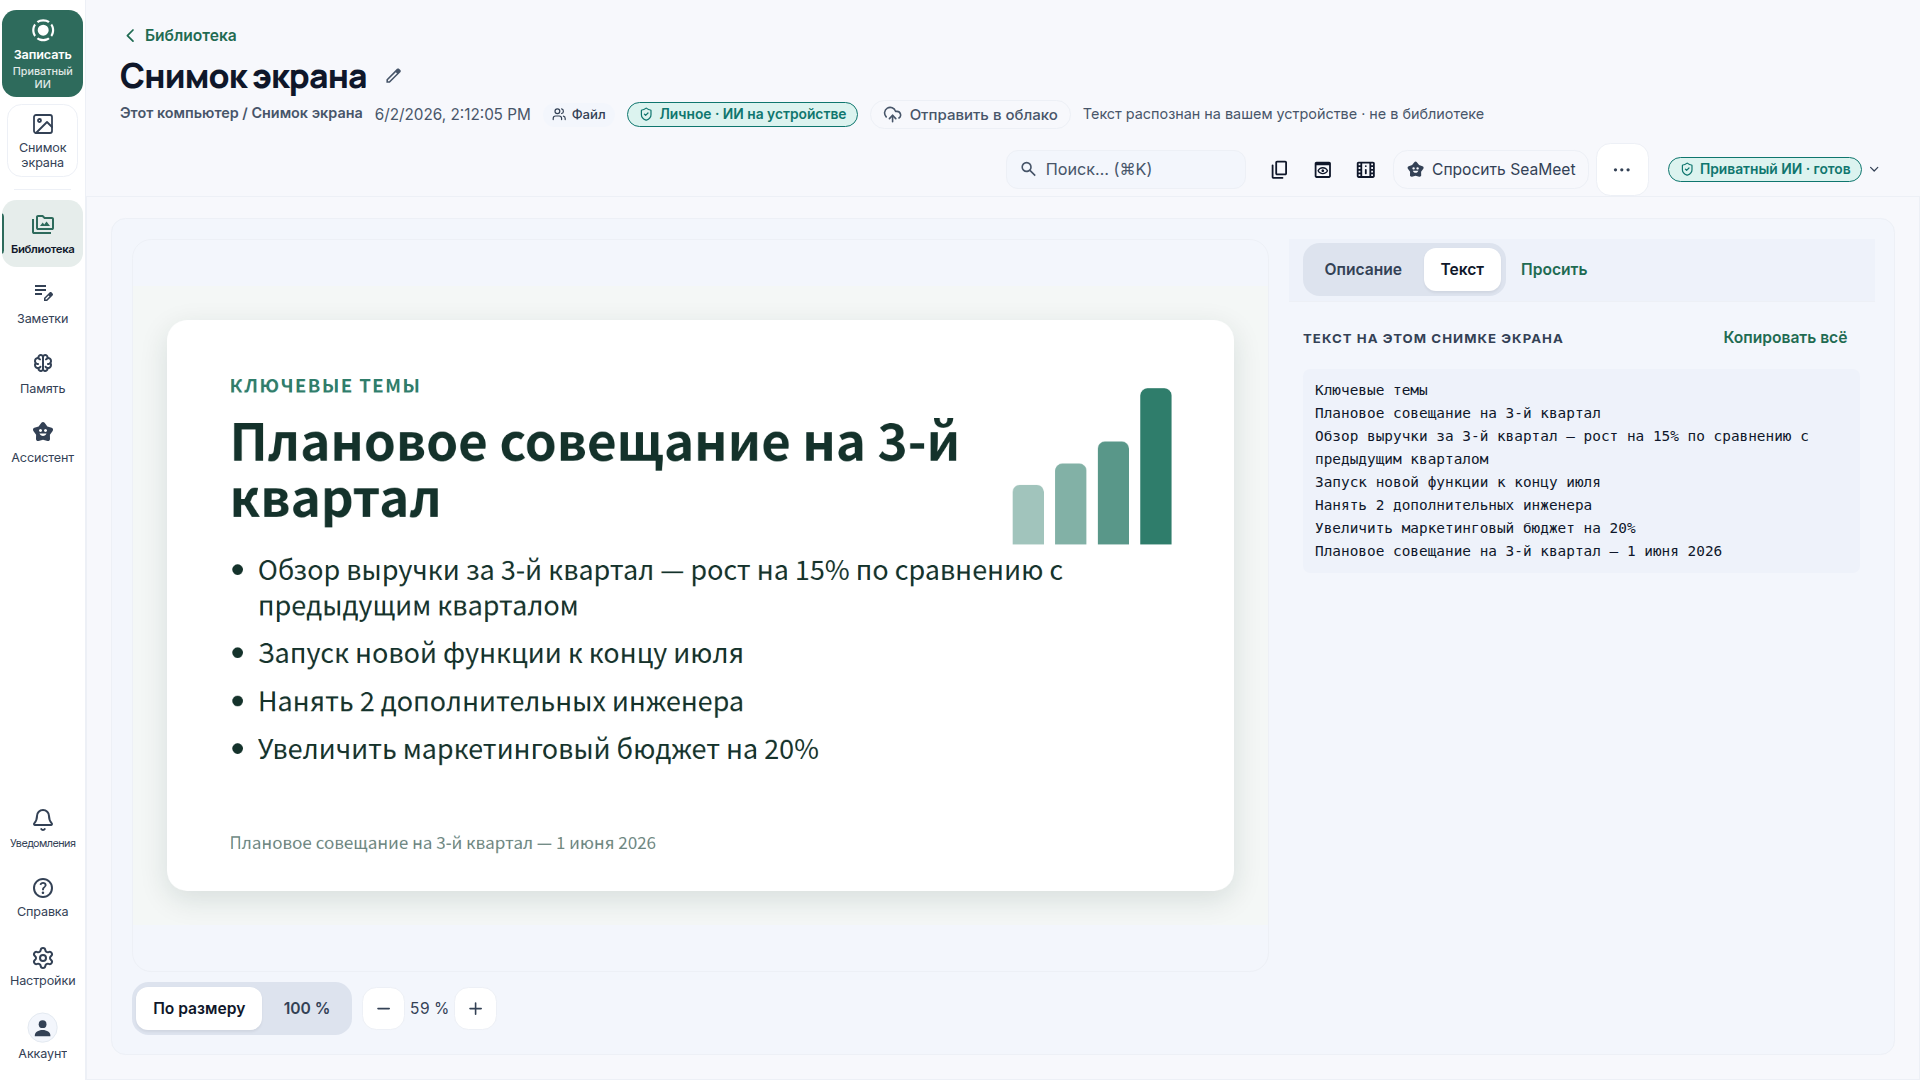 Записать
Приватный
ИИ
Снимок
экрана
Библиотека
Заметки
Память
Ассистент
Уведомления
Справка
Настройки
Аккаунт
Библиотека
Снимок экрана
Этот компьютер / Снимок экрана 6/2/2026, 2:12:05 PM Файл Личное · ИИ на устройстве Отправить в облако Текст распознан на вашем устройстве · не в библиотеке
Поиск... (⌘K) Спросить SeaMeet ... Приватный ИИ · готов
КЛЮЧЕВЫЕ ТЕМЫ
Плановое совещание на 3-й
квартал
• Обзор выручки за 3-й квартал — рост на 15% по сравнению с
предыдущим кварталом
• Запуск новой функции к концу июля
• Нанять 2 дополнительных инженера
• Увеличить маркетинговый бюджет на 20%
Плановое совещание на 3-й квартал — 1 июня 2026
По размеру 100 % − 59 % +
Описание Текст Просить
ТЕКСТ НА ЭТОМ СНИМКЕ ЭКРАНА Копировать всё
Ключевые темы
Плановое совещание на 3-й квартал
Обзор выручки за 3-й квартал — рост на 15% по сравнению с
предыдущим кварталом
Запуск новой функции к концу июля
Нанять 2 дополнительных инженера
Увеличить маркетинговый бюджет на 20%
Плановое совещание на 3-й квартал — 1 июня 2026